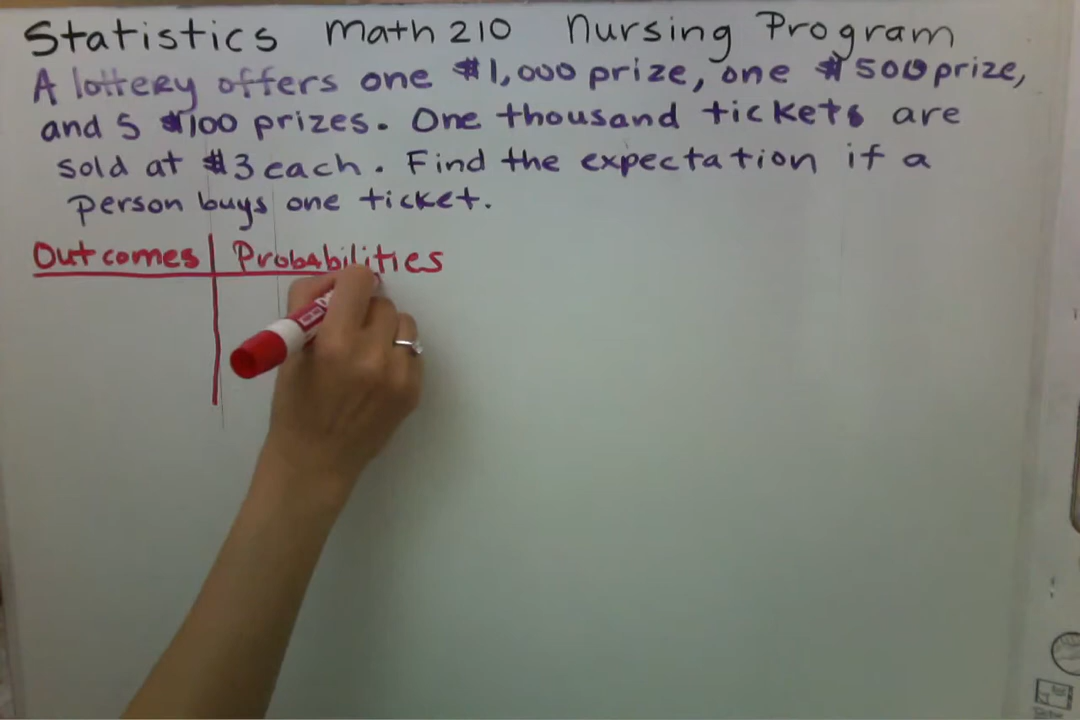 Statistics Math 210 Nursing Program
A lottery offers one $1,000 prize, one $500 prize,
and 5 $100 prizes. One thousand tickets are
sold at $3 each. Find the expectation if a
person buys one ticket.
Outcomes Probabilities